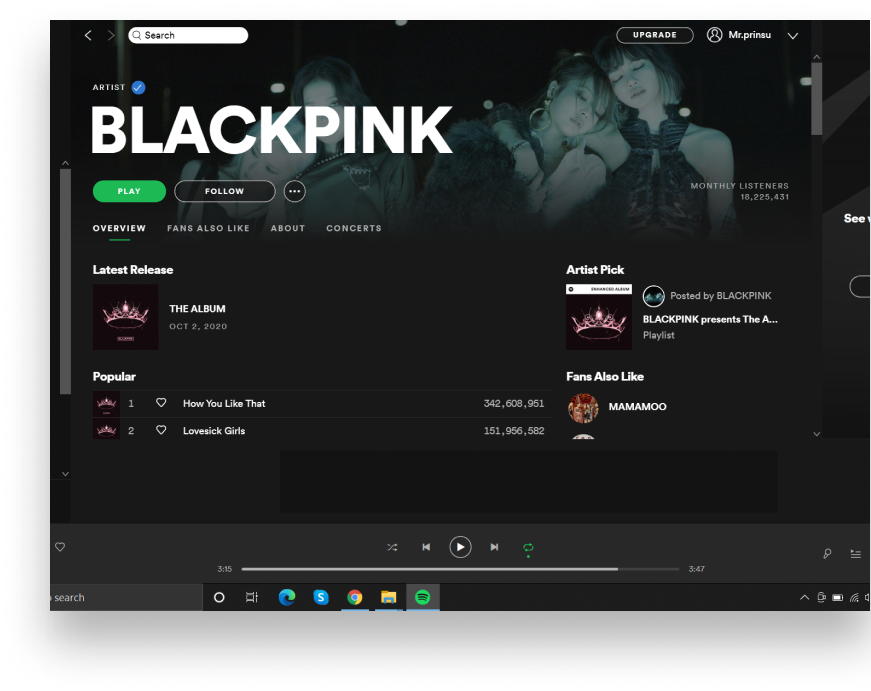 Search
UPGRADE
Mr.prinsu
ARTIST
BLACKPINK
PLAY
FOLLOW
MONTHLY LISTENERS
18,225,431
OVERVIEW FANS ALSO LIKE ABOUT CONCERTS
See
Latest Release
THE ALBUM
OCT 2, 2020
Artist Pick
ENHANCED ALBUM
Posted by BLACKPINK
BLACKPINK presents The A...
Playlist
Popular
1 How You Like That 342,608,951
2 Lovesick Girls 151,956,582
Fans Also Like
MAMAMOO
3:15
3:47
search